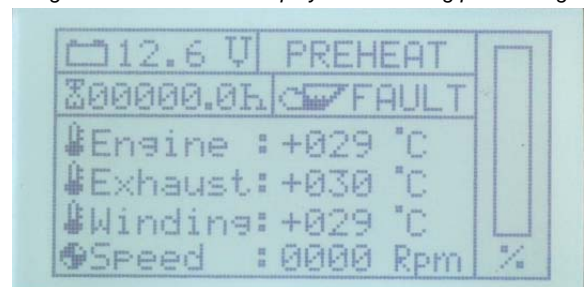 12.6 V PREHEAT
00000.0h FAULT
Engine : +029 °C
Exhaust: +030 °C
Winding: +029 °C
Speed : 0000 Rpm %